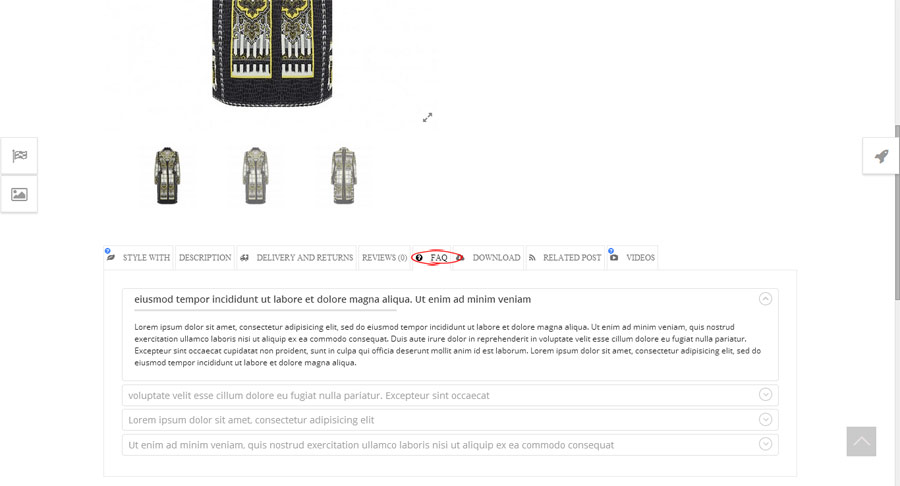 STYLE WITH DESCRIPTION DELIVERY AND RETURNS REVIEWS (0) FAQ DOWNLOAD RELATED POST VIDEOS
eiusmod tempor incididunt ut labore et dolore magna aliqua. Ut enim ad minim veniam
Lorem ipsum dolor sit amet, consectetur adipisicing elit, sed do eiusmod tempor incididunt ut labore et dolore magna aliqua. Ut enim ad minim veniam, quis nostrud
exercitation ullamco laboris nisi ut aliquip ex ea commodo consequat. Duis aute irure dolor in reprehenderit in voluptate velit esse cillum dolore eu fugiat nulla pariatur.
Excepteur sint occaecat cupidatat non proident, sunt in culpa qui officia deserunt mollit anim id est laborum. Lorem ipsum dolor sit amet, consectetur adipisicing elit, sed do
eiusmod tempor incididunt ut labore et dolore magna aliqua.
voluptate velit esse cillum dolore eu fugiat nulla pariatur. Excepteur sint occaecat
Lorem ipsum dolor sit amet, consectetur adipisicing elit
Ut enim ad minim veniam, quis nostrud exercitation ullamco laboris nisi ut aliquip ex ea commodo consequat